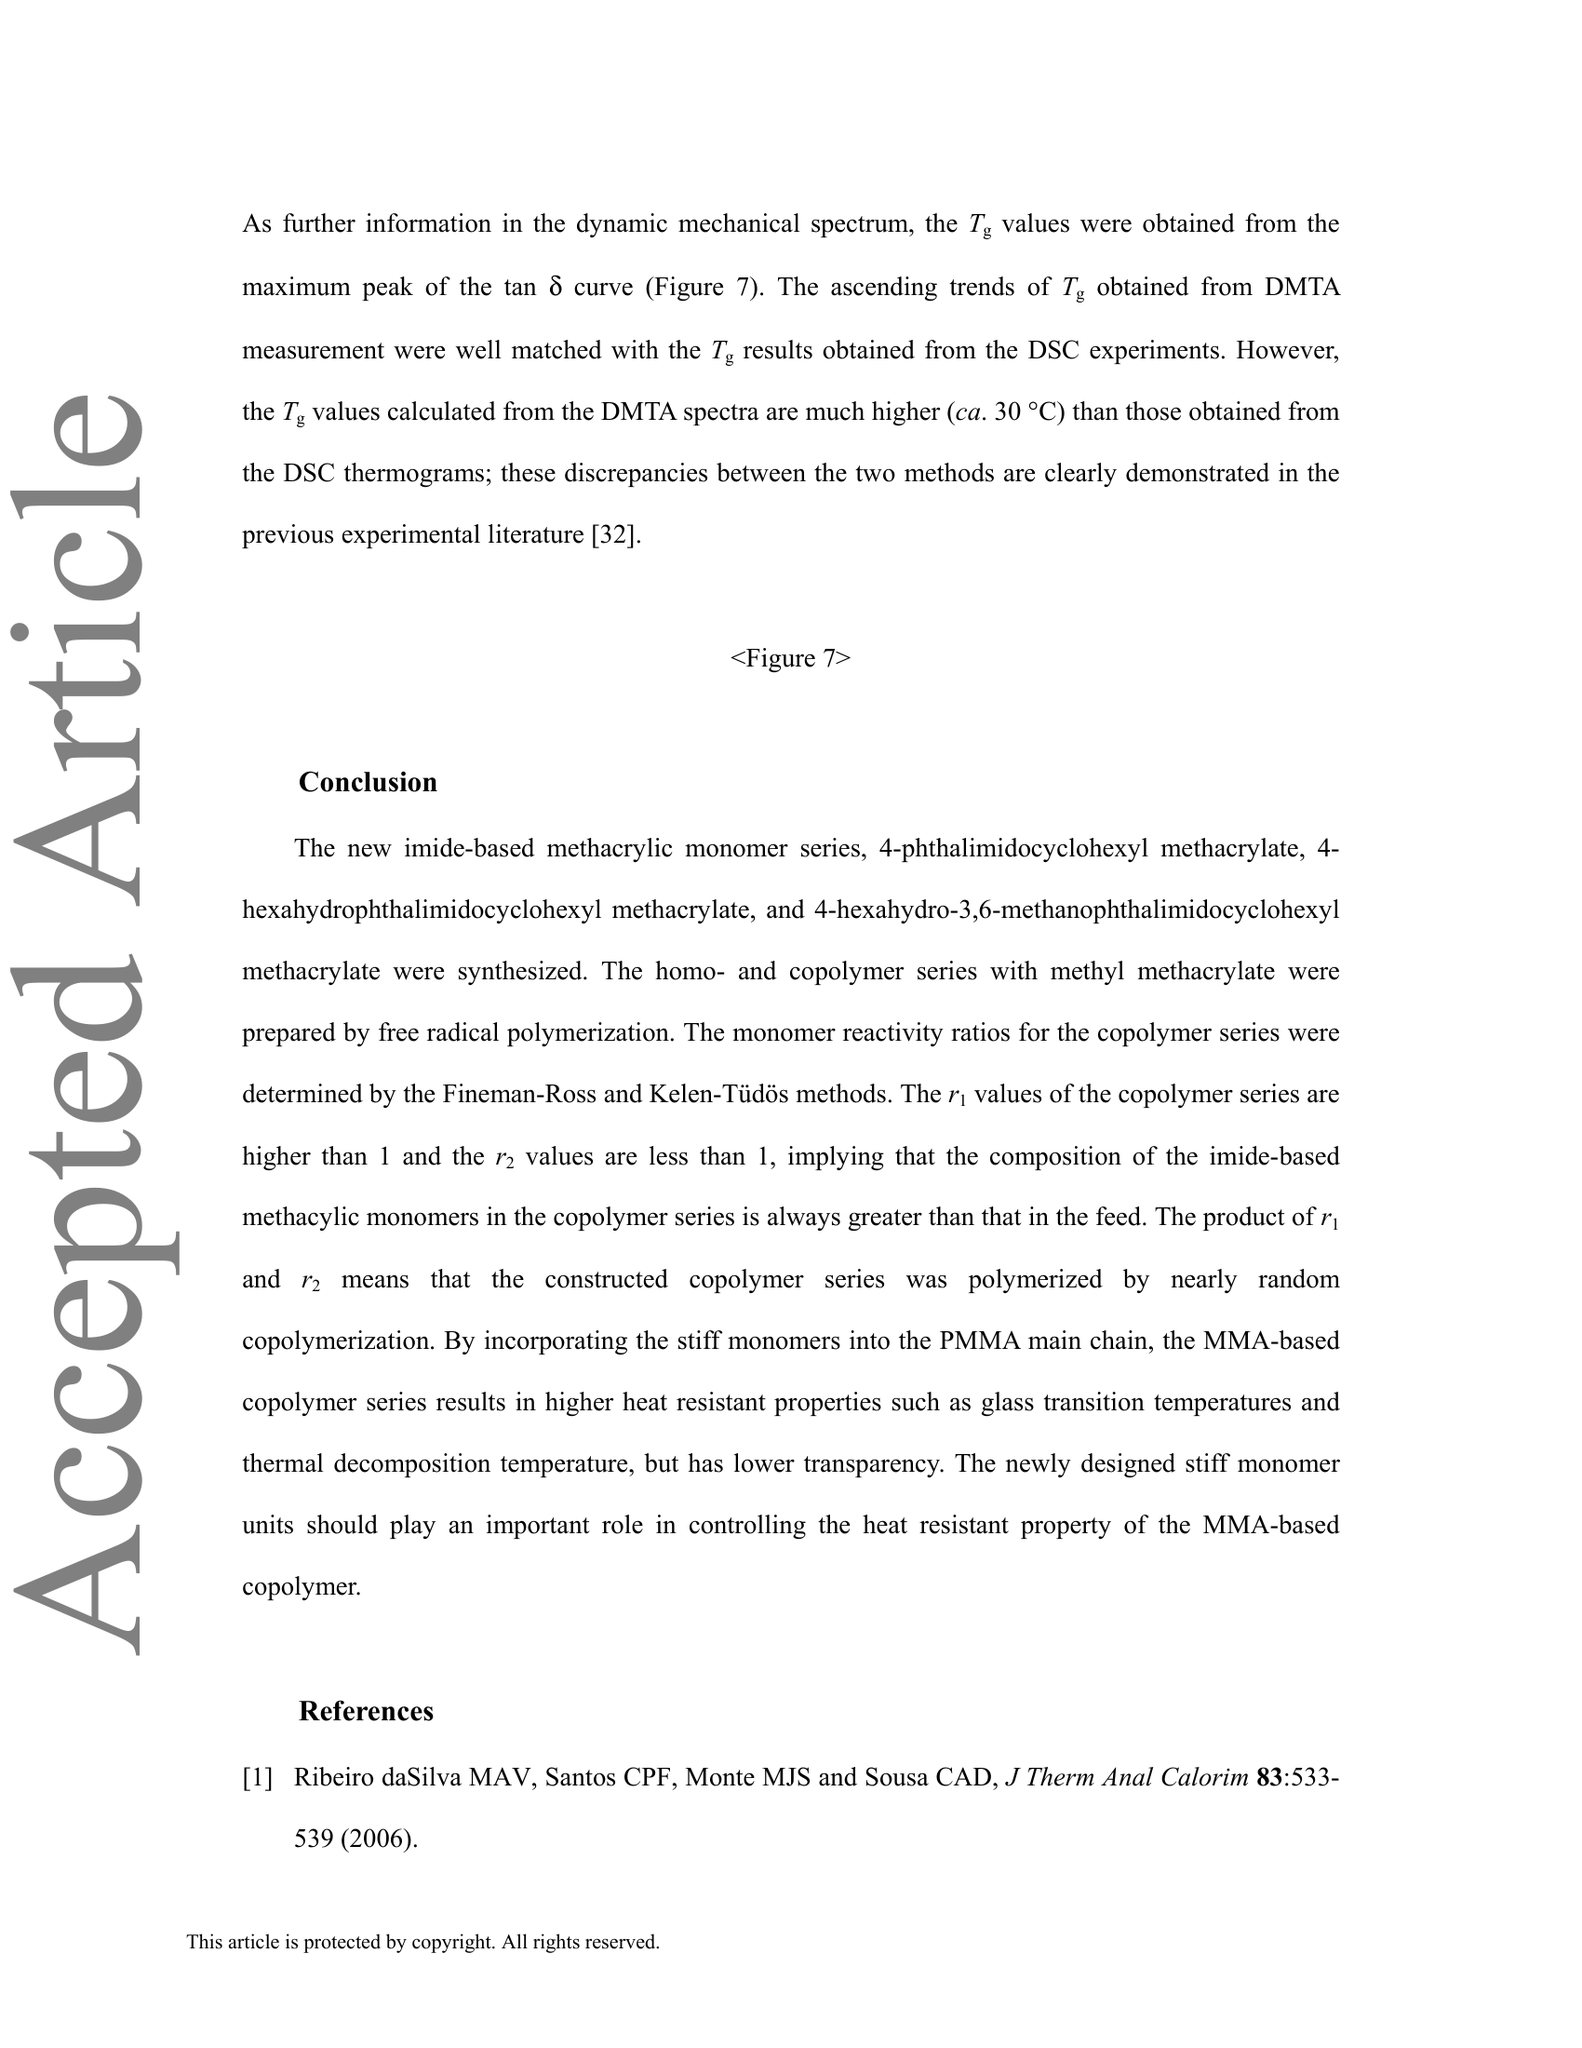 As further information in the dynamic mechanical spectrum, the Tg values were obtained from the
maximum peak of the tan δ curve (Figure 7). The ascending trends of Tg obtained from DMTA
measurement were well matched with the Tg results obtained from the DSC experiments. However,
the Tg values calculated from the DMTA spectra are much higher (ca. 30 °C) than those obtained from
the DSC thermograms; these discrepancies between the two methods are clearly demonstrated in the
previous experimental literature [32].
<Figure 7>
Conclusion
The new imide-based methacrylic monomer series, 4-phthalimidocyclohexyl methacrylate, 4-
hexahydrophthalimidocyclohexyl methacrylate, and 4-hexahydro-3,6-methanophthalimidocyclohexyl
methacrylate were synthesized. The homo- and copolymer series with methyl methacrylate were
prepared by free radical polymerization. The monomer reactivity ratios for the copolymer series were
determined by the Fineman-Ross and Kelen-Tüdös methods. The r1 values of the copolymer series are
higher than 1 and the r2 values are less than 1, implying that the composition of the imide-based
methacylic monomers in the copolymer series is always greater than that in the feed. The product of r1
and r2 means that the constructed copolymer series was polymerized by nearly random
copolymerization. By incorporating the stiff monomers into the PMMA main chain, the MMA-based
copolymer series results in higher heat resistant properties such as glass transition temperatures and
thermal decomposition temperature, but has lower transparency. The newly designed stiff monomer
units should play an important role in controlling the heat resistant property of the MMA-based
copolymer.
References
[1] Ribeiro daSilva MAV, Santos CPF, Monte MJS and Sousa CAD, J Therm Anal Calorim 83:533-
539 (2006).
This article is protected by copyright. All rights reserved.
Accepted Article